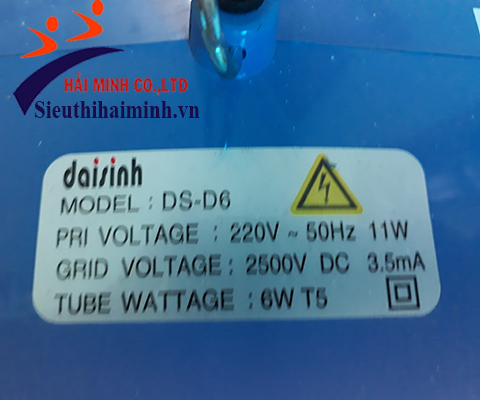 HẢI MINH CO.,LTD
Sieuthihaiminh.vn
daisinh
MODEL : DS-D6
PRI VOLTAGE : 220V ~ 50Hz 11W
GRID VOLTAGE : 2500V DC 3.5mA
TUBE WATTAGE : 6W T5